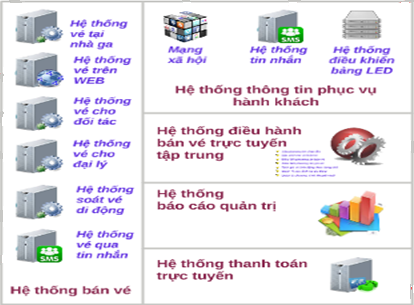 Hệ thống
vé tại
nhà ga
Hệ thống
vé trên
WEB
Hệ thống
vé cho
đối tác
Hệ thống
vé cho
đại lý
Hệ thống
soát vé
di động
SMS
Hệ thống
vé qua
tin nhắn
Hệ thống bán vé
Mạng
xã hội
SMS
Hệ thống
tin nhắn
Hệ thống
điều khiển
bảng LED
Hệ thống thông tin phục vụ
hành khách
Hệ thống điều hành
bán vé trực tuyến
tập trung
Hệ thống
báo cáo quản trị
Hệ thống thanh toán
trực tuyến